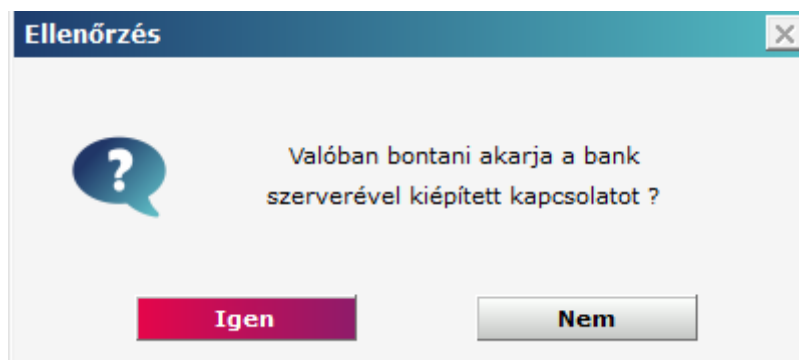 Ellenőrzés
Valóban bontani akarja a bank
szerverével kiépített kapcsolatot ?
Igen
Nem